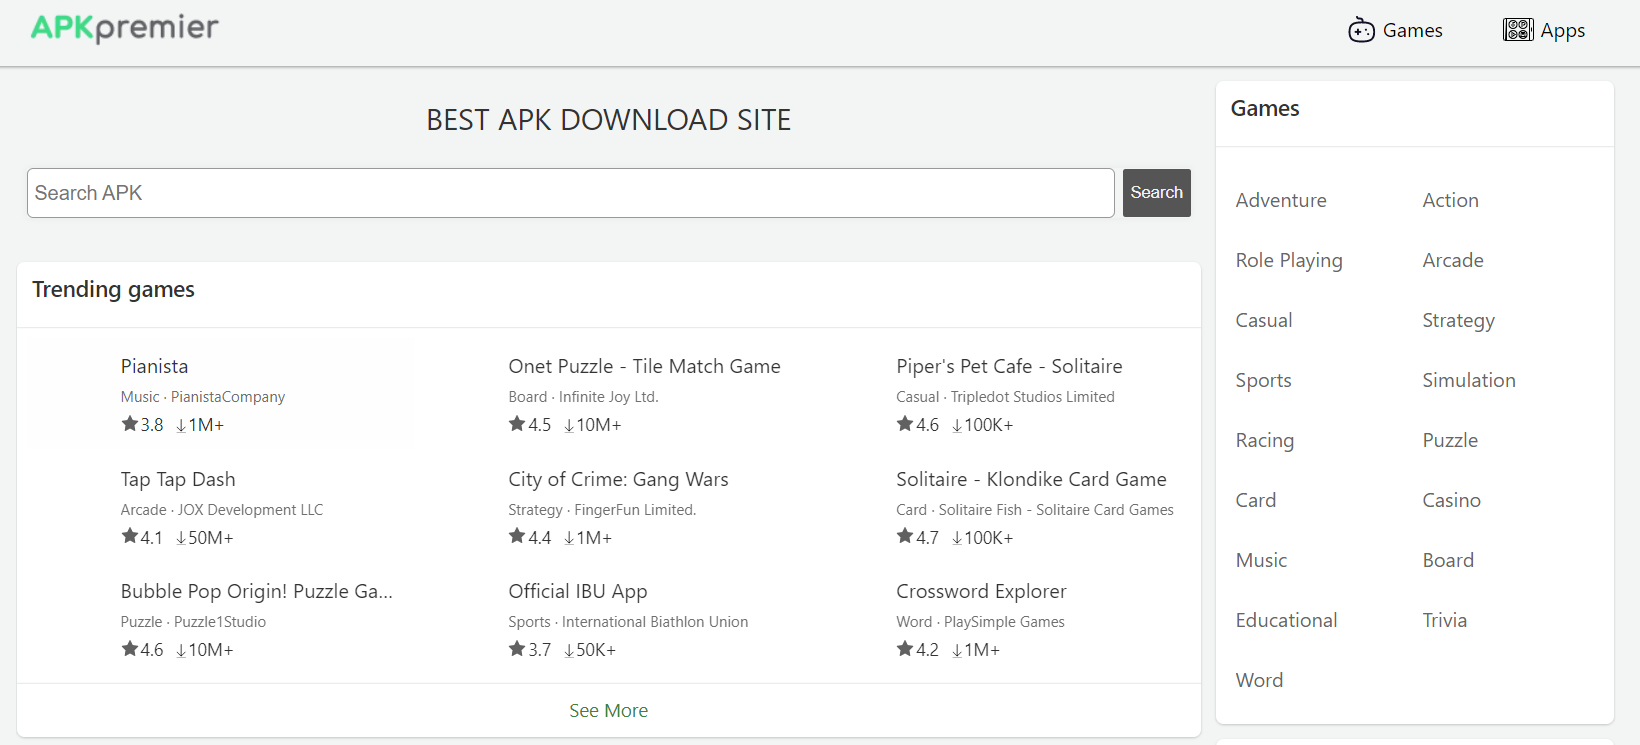 APKpremier
Games
Apps
BEST APK DOWNLOAD SITE
Search APK
Search
Trending games
Pianista
Music · PianistaCompany
3.8 ↓1M+
Onet Puzzle - Tile Match Game
Board · Infinite Joy Ltd.
4.5 ↓10M+
Piper's Pet Cafe - Solitaire
Casual · Tripledot Studios Limited
4.6 ↓100K+
Tap Tap Dash
Arcade · JOX Development LLC
4.1 ↓50M+
City of Crime: Gang Wars
Strategy · FingerFun Limited.
4.4 ↓1M+
Solitaire - Klondike Card Game
Card · Solitaire Fish - Solitaire Card Games
4.7 ↓100K+
Bubble Pop Origin! Puzzle Ga...
Puzzle · Puzzle1Studio
4.6 ↓10M+
Official IBU App
Sports · International Biathlon Union
3.7 ↓50K+
Crossword Explorer
Word · PlaySimple Games
4.2 ↓1M+
See More
Games
Adventure
Action
Role Playing
Arcade
Casual
Strategy
Sports
Simulation
Racing
Puzzle
Card
Casino
Music
Board
Educational
Trivia
Word